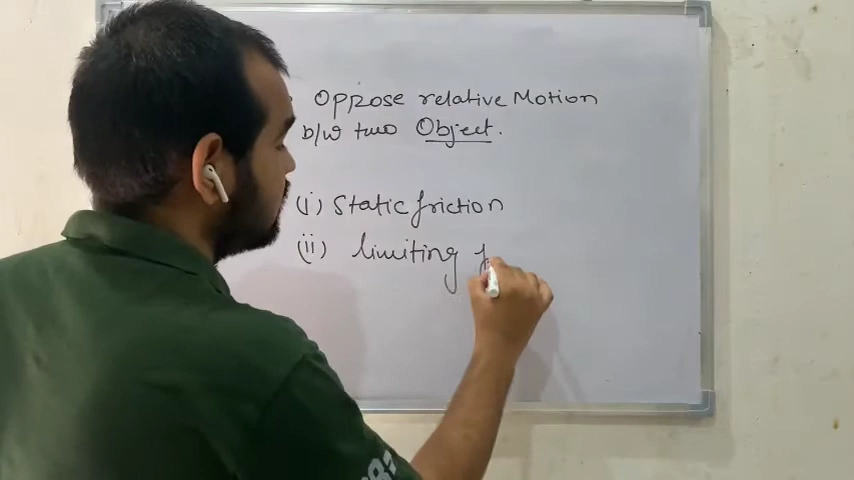 Oppose relative Motion
b/w two Object.
(i) Static friction
(ii) limiting f